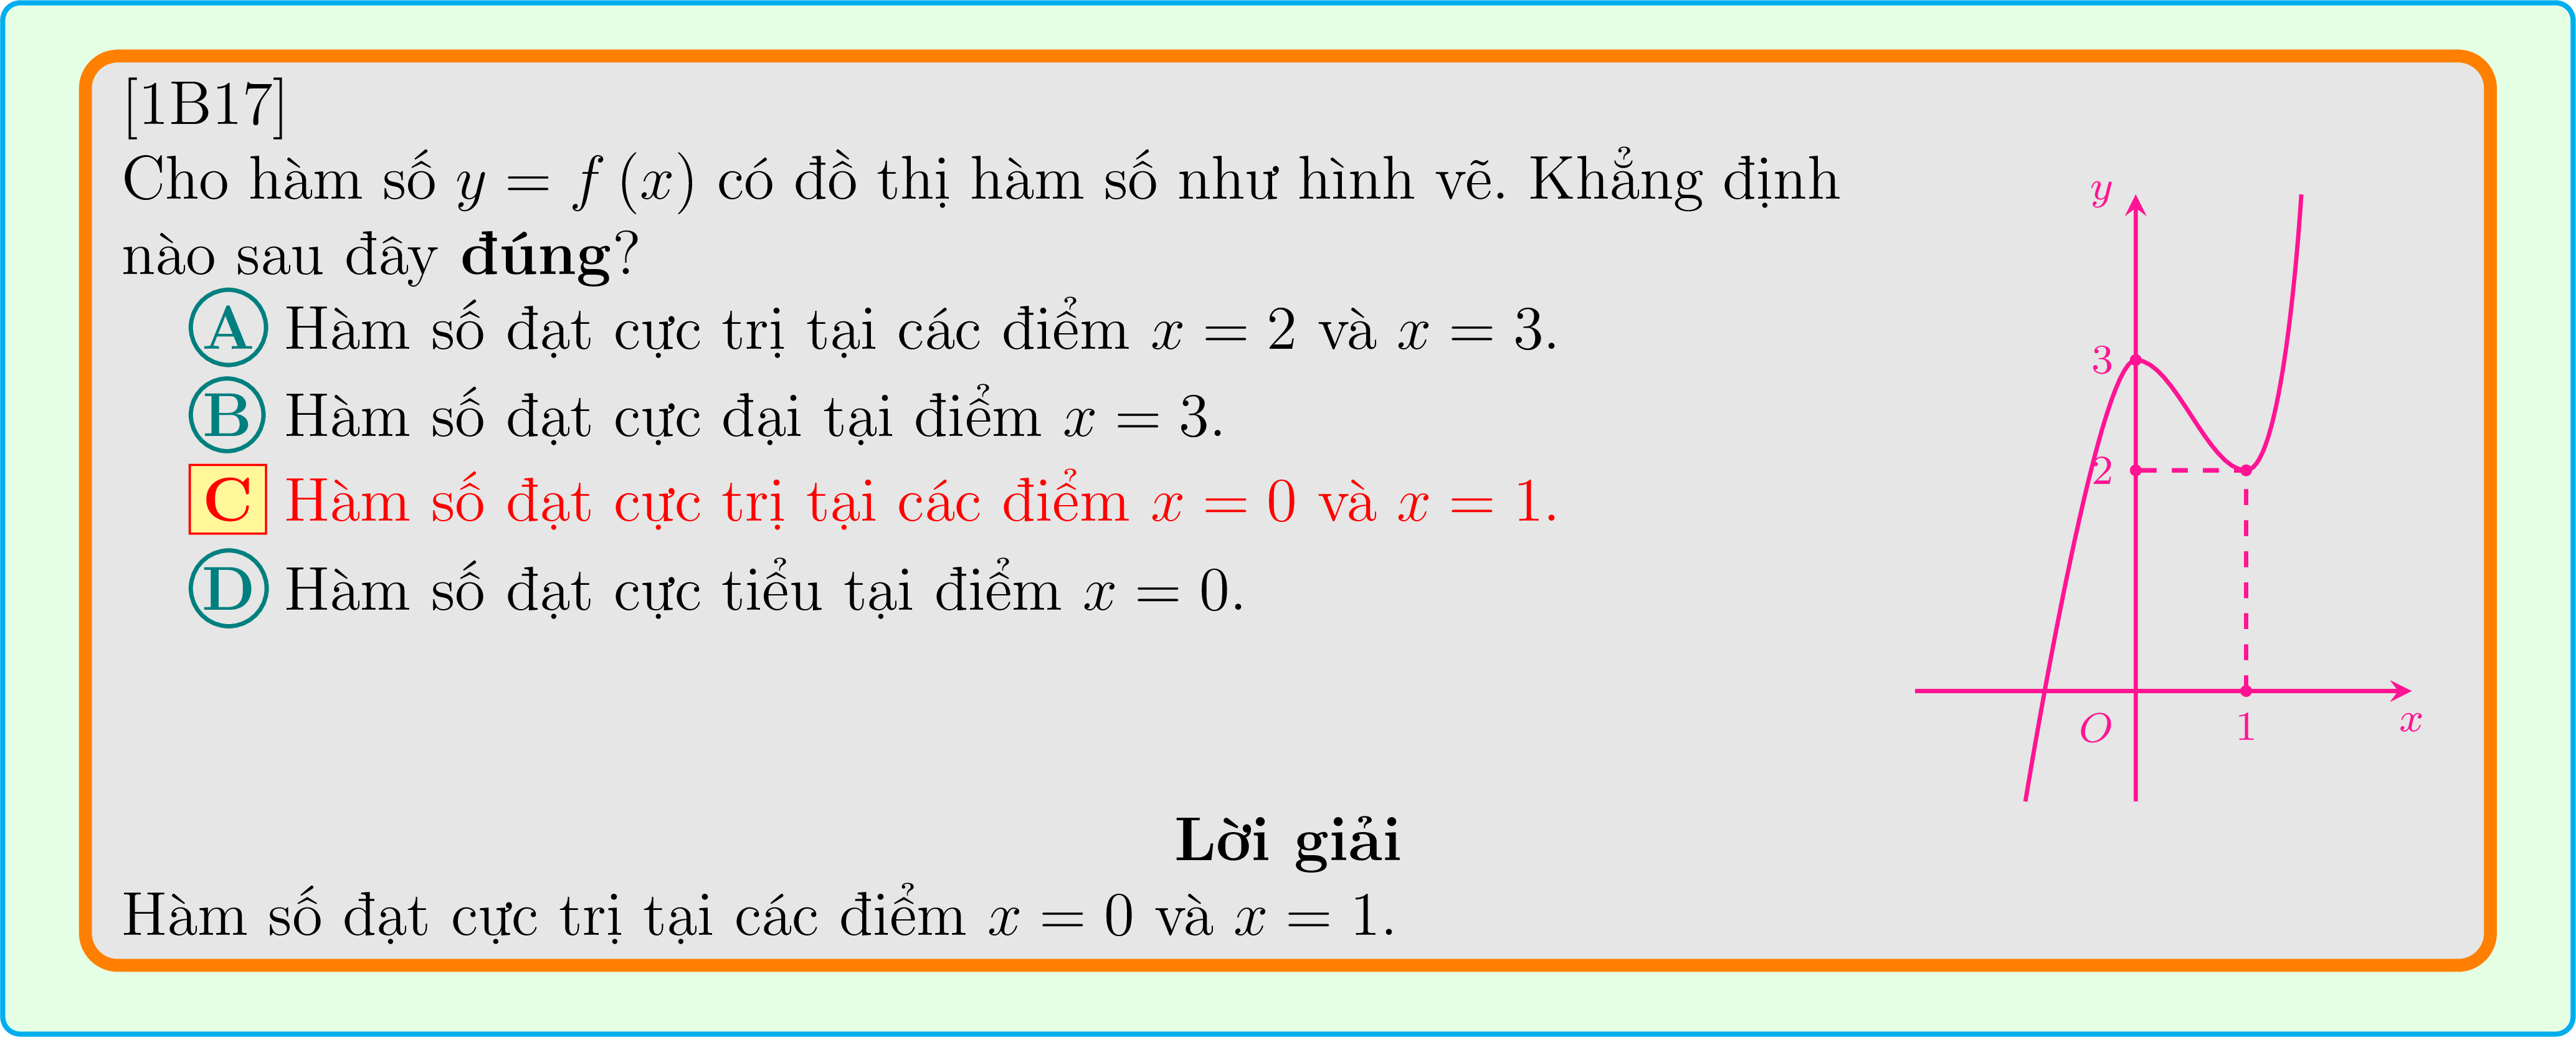 [1B17]
Cho hàm số y = f (x) có đồ thị hàm số như hình vẽ. Khẳng định
nào sau đây đúng?
A Hàm số đạt cực trị tại các điểm x = 2 và x = 3.
B Hàm số đạt cực đại tại điểm x = 3.
C Hàm số đạt cực trị tại các điểm x = 0 và x = 1.
D Hàm số đạt cực tiểu tại điểm x = 0.
y
3
2
O
1
x
Lời giải
Hàm số đạt cực trị tại các điểm x = 0 và x = 1.